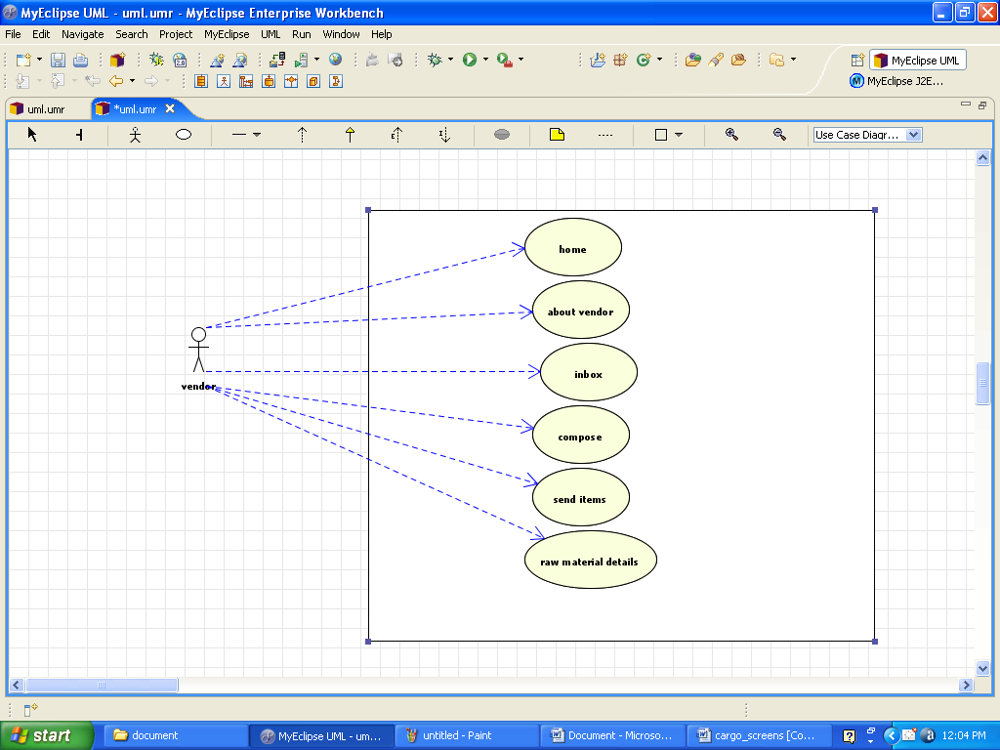 MyEclipse UML - uml.umr - MyEclipse Enterprise Workbench
File Edit Navigate Search Project MyEclipse UML Run Window Help
MyEclipse UML
MyEclipse J2E...
uml.umr
*uml.umr
Use Case Diagr...
home
about vendor
inbox
vendor
compose
send items
raw material details
start
document
MyEclipse UML - um...
untitled - Paint
Document - Microso...
cargo_screens [Co...
12:04 PM